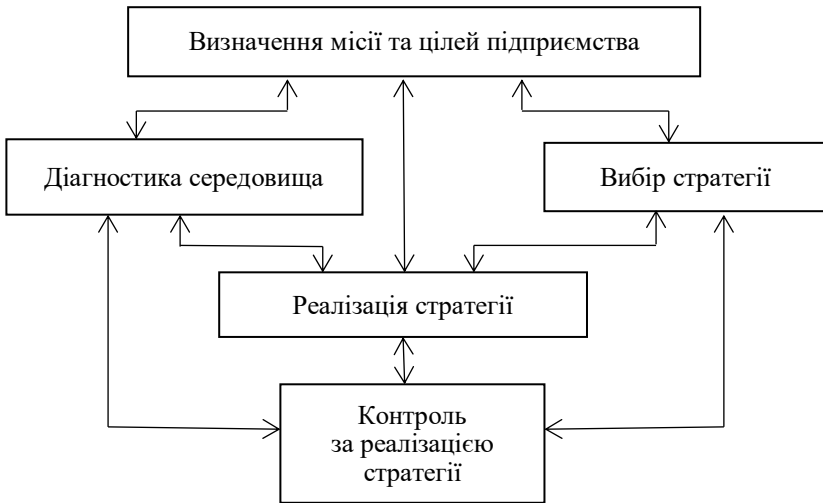 Визначення місії та цілей підприємства
Діагностика середовища
Вибір стратегії
Реалізація стратегії
Контроль
за реалізацією
стратегії